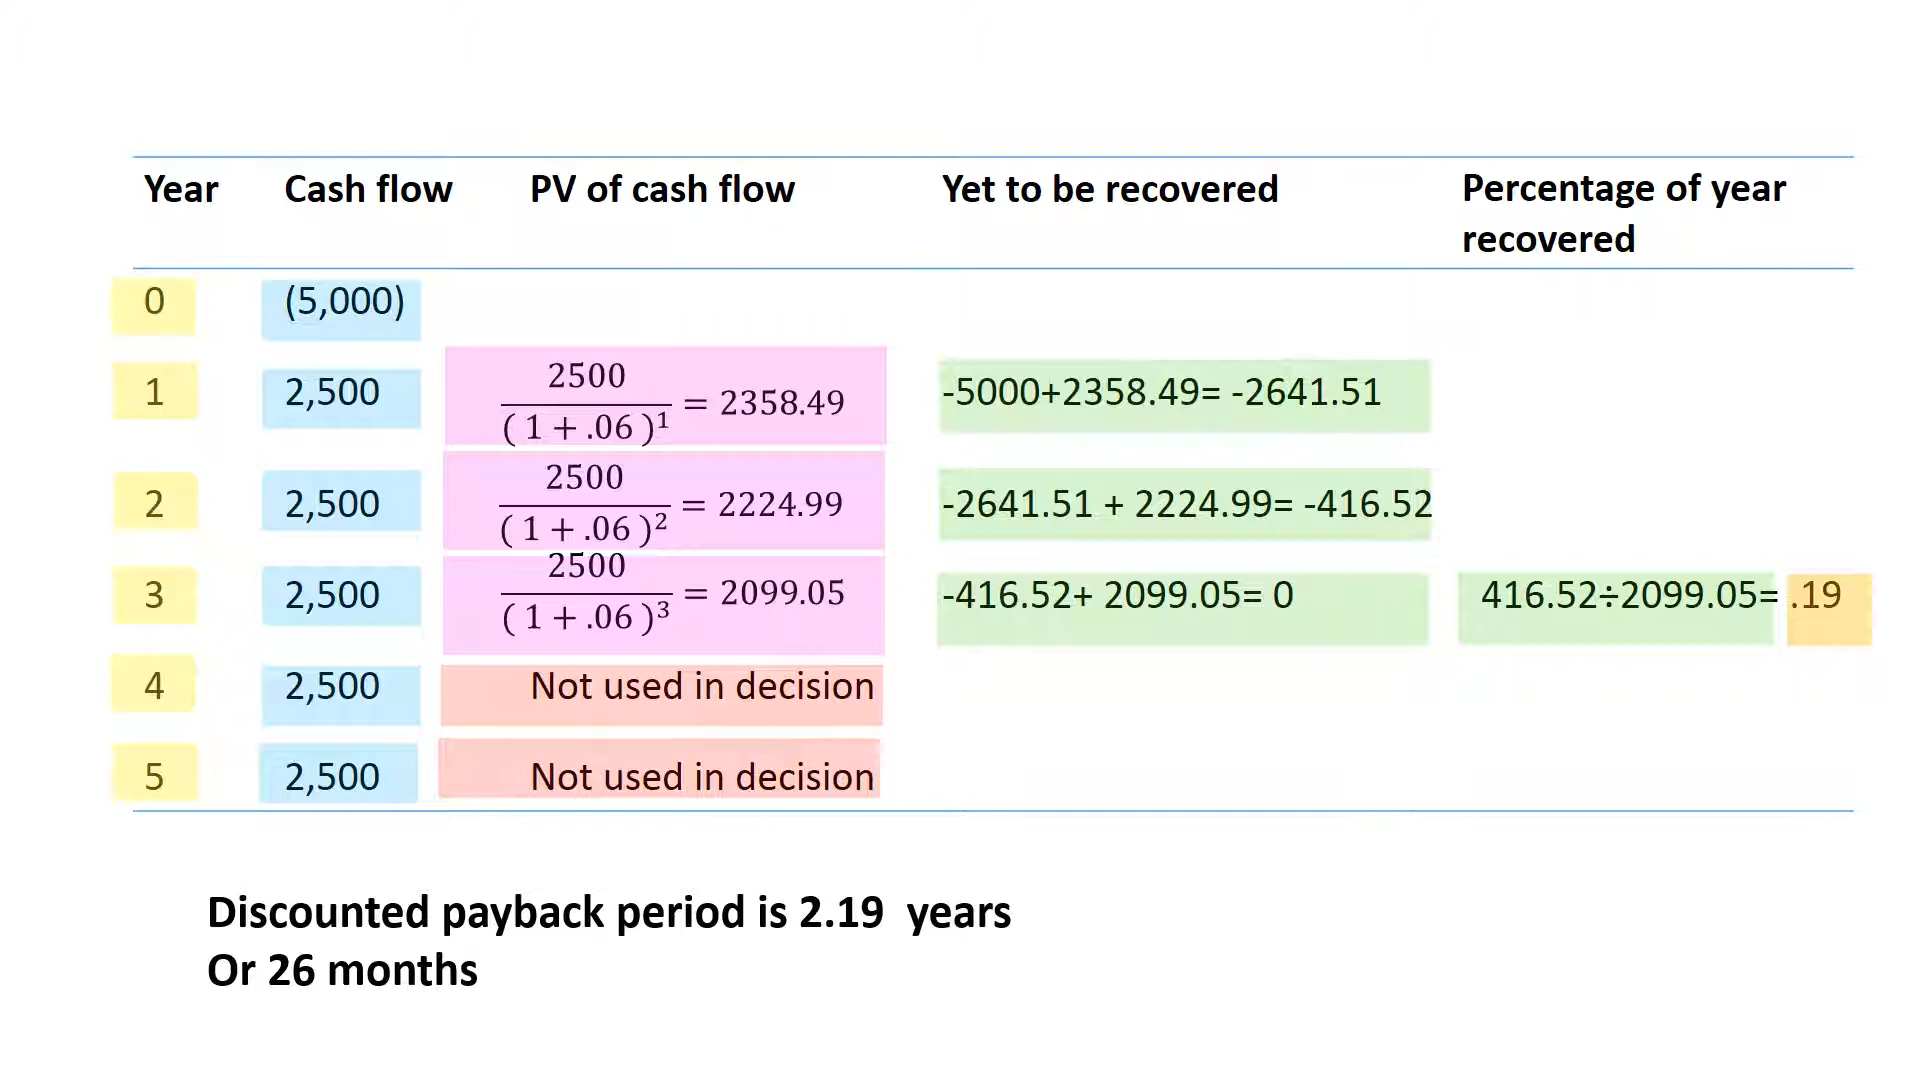 Year Cash flow PV of cash flow Yet to be recovered Percentage of year
recovered
0 (5,000)
1 2,500 2500/( 1 + .06 )^1 = 2358.49 -5000+2358.49= -2641.51
2 2,500 2500/( 1 + .06 )^2 = 2224.99 -2641.51 + 2224.99= -416.52
3 2,500 2500/( 1 + .06 )^3 = 2099.05 -416.52+ 2099.05= 0 416.52÷2099.05= .19
4 2,500 Not used in decision
5 2,500 Not used in decision
Discounted payback period is 2.19 years
Or 26 months